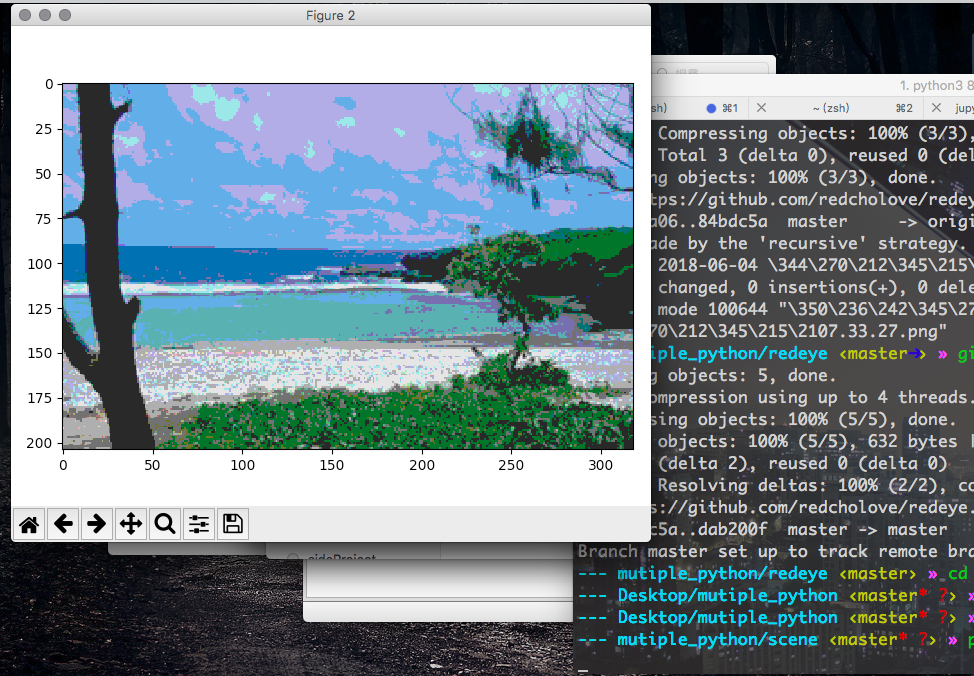 Figure 2
0
25
50
75
100
125
150
175
200
0 50 100 150 200 250 300
1. python3 8
sh) ⌘1 ~ (zsh) ⌘2 jupy
Compressing objects: 100% (3/3),
Total 3 (delta 0), reused 0 (del
ng objects: 100% (3/3), done.
tps://github.com/redcholove/redey
a06..84bdc5a master -> orig
ade by the 'recursive' strategy.
2018-06-04 \344\270\212\345\215\
changed, 0 insertions(+), 0 dele
mode 100644 "\350\236\242\345\27
70\212\345\215\2107.33.27.png"
iple_python/redeye ‹master→› » gi
g objects: 5, done.
ompression using up to 4 threads.
sing objects: 100% (5/5), done.
objects: 100% (5/5), 632 bytes
(delta 2), reused 0 (delta 0)
Resolving deltas: 100% (2/2), co
s://github.com/redcholove/redeye.
c5a..dab200f master -> master
Branch master set up to track remote bra
--- mutiple_python/redeye ‹master› » cd
--- Desktop/mutiple_python ‹master* ?› »
--- Desktop/mutiple_python ‹master* ?› »
--- mutiple_python/scene ‹master* ?› » p
sideProject